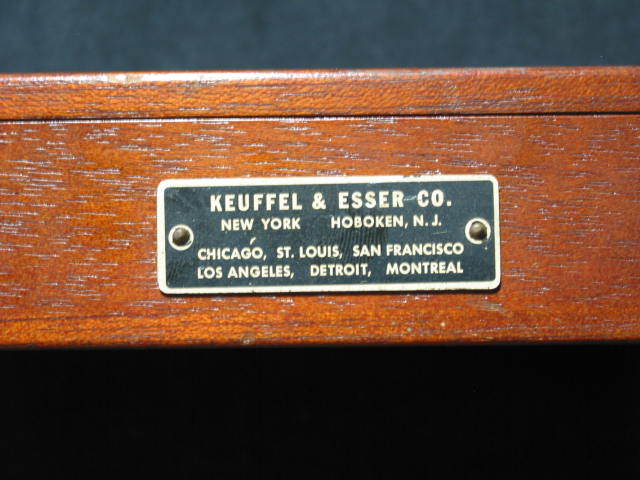 KEUFFEL & ESSER CO.
NEW YORK HOBOKEN, N. J.
CHICAGO, ST. LOUIS, SAN FRANCISCO
LOS ANGELES, DETROIT, MONTREAL